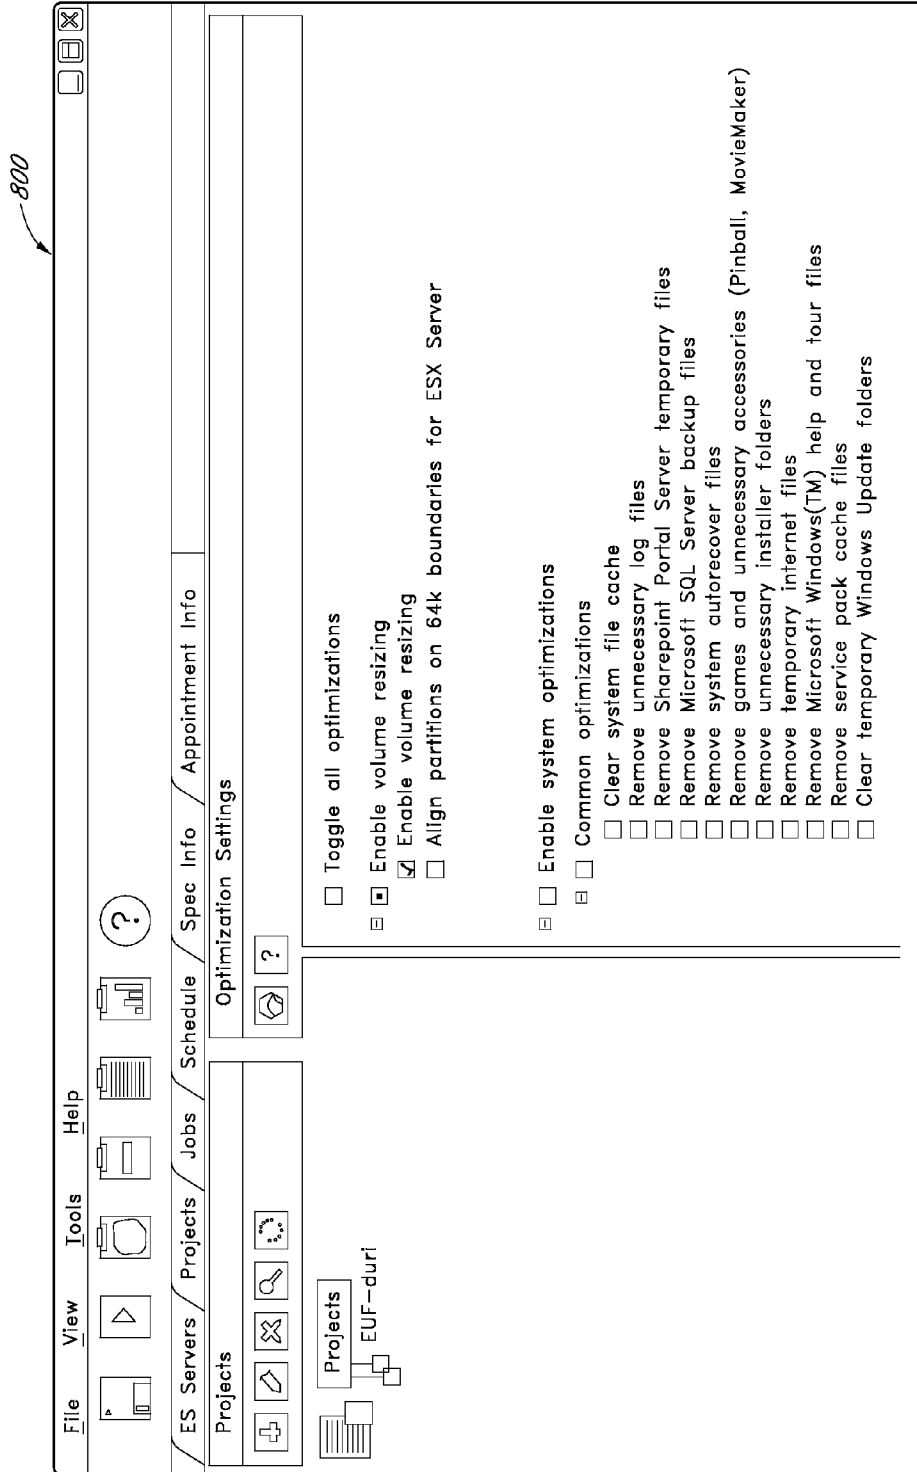 800
File View Tools Help
?
ES Servers Projects Jobs Schedule Spec Info Appointment Info
Projects
Optimization Settings
?
Projects
EUF-duri
Toggle all optimizations
Enable volume resizing
Enable volume resizing
Align partitions on 64k boundaries for ESX Server
Enable system optimizations
Common optimizations
Clear system file cache
Remove unnecessary log files
Remove Sharepoint Portal Server temporary files
Remove Microsoft SQL Server backup files
Remove system autorecover files
Remove games and unnecessary accessories (Pinball, MovieMaker)
Remove unnecessary installer folders
Remove temporary internet files
Remove Microsoft Windows(TM) help and tour files
Remove service pack cache files
Clear temporary Windows Update folders